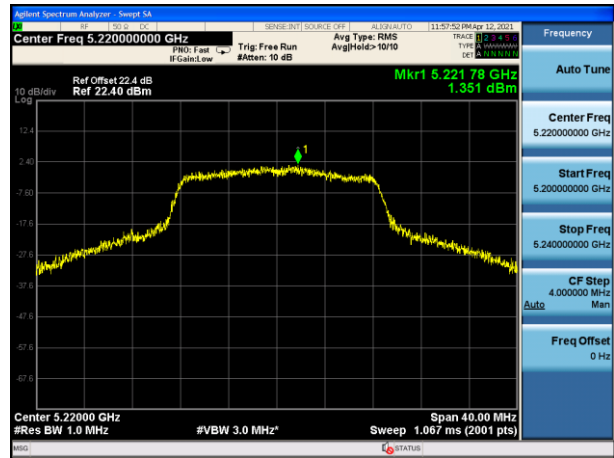 Agilent Spectrum Analyzer - Swept SA
RF 50 Ω DC SENSE:INT SOURCE OFF ALIGNAUTO 11:57:52 PM Apr 12, 2021
Center Freq 5.220000000 GHz
PNO: Fast
IFGain:Low
Trig: Free Run
#Atten: 10 dB
Avg Type: RMS
Avg|Hold:> 10/10
TRACE 1 2 3 4 5 6
TYPE A WWWWW
DET A N N N N N
Frequency
Mkr1 5.221 78 GHz
1.351 dBm
Ref Offset 22.4 dB
Ref 22.40 dBm
10 dB/div
Log
12.4
2.40
-7.60
-17.6
-27.6
-37.6
-47.6
-57.6
-67.6
1
Auto Tune
Center Freq
5.220000000 GHz
Start Freq
5.200000000 GHz
Stop Freq
5.240000000 GHz
CF Step
4.000000 MHz
Auto Man
Freq Offset
0 Hz
Center 5.22000 GHz Span 40.00 MHz
#Res BW 1.0 MHz #VBW 3.0 MHz* Sweep 1.067 ms (2001 pts)
MSG STATUS